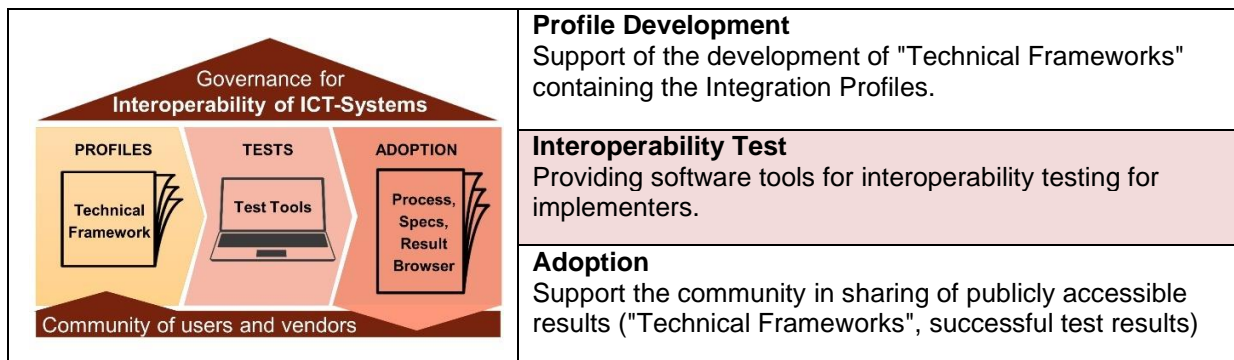 Governance for
Interoperability of ICT-Systems
PROFILES
TESTS
ADOPTION
Technical
Framework
Test Tools
Process,
Specs,
Result
Browser
Community of users and vendors
Profile Development
Support of the development of "Technical Frameworks"
containing the Integration Profiles.
Interoperability Test
Providing software tools for interoperability testing for
implementers.
Adoption
Support the community in sharing of publicly accessible
results ("Technical Frameworks", successful test results)